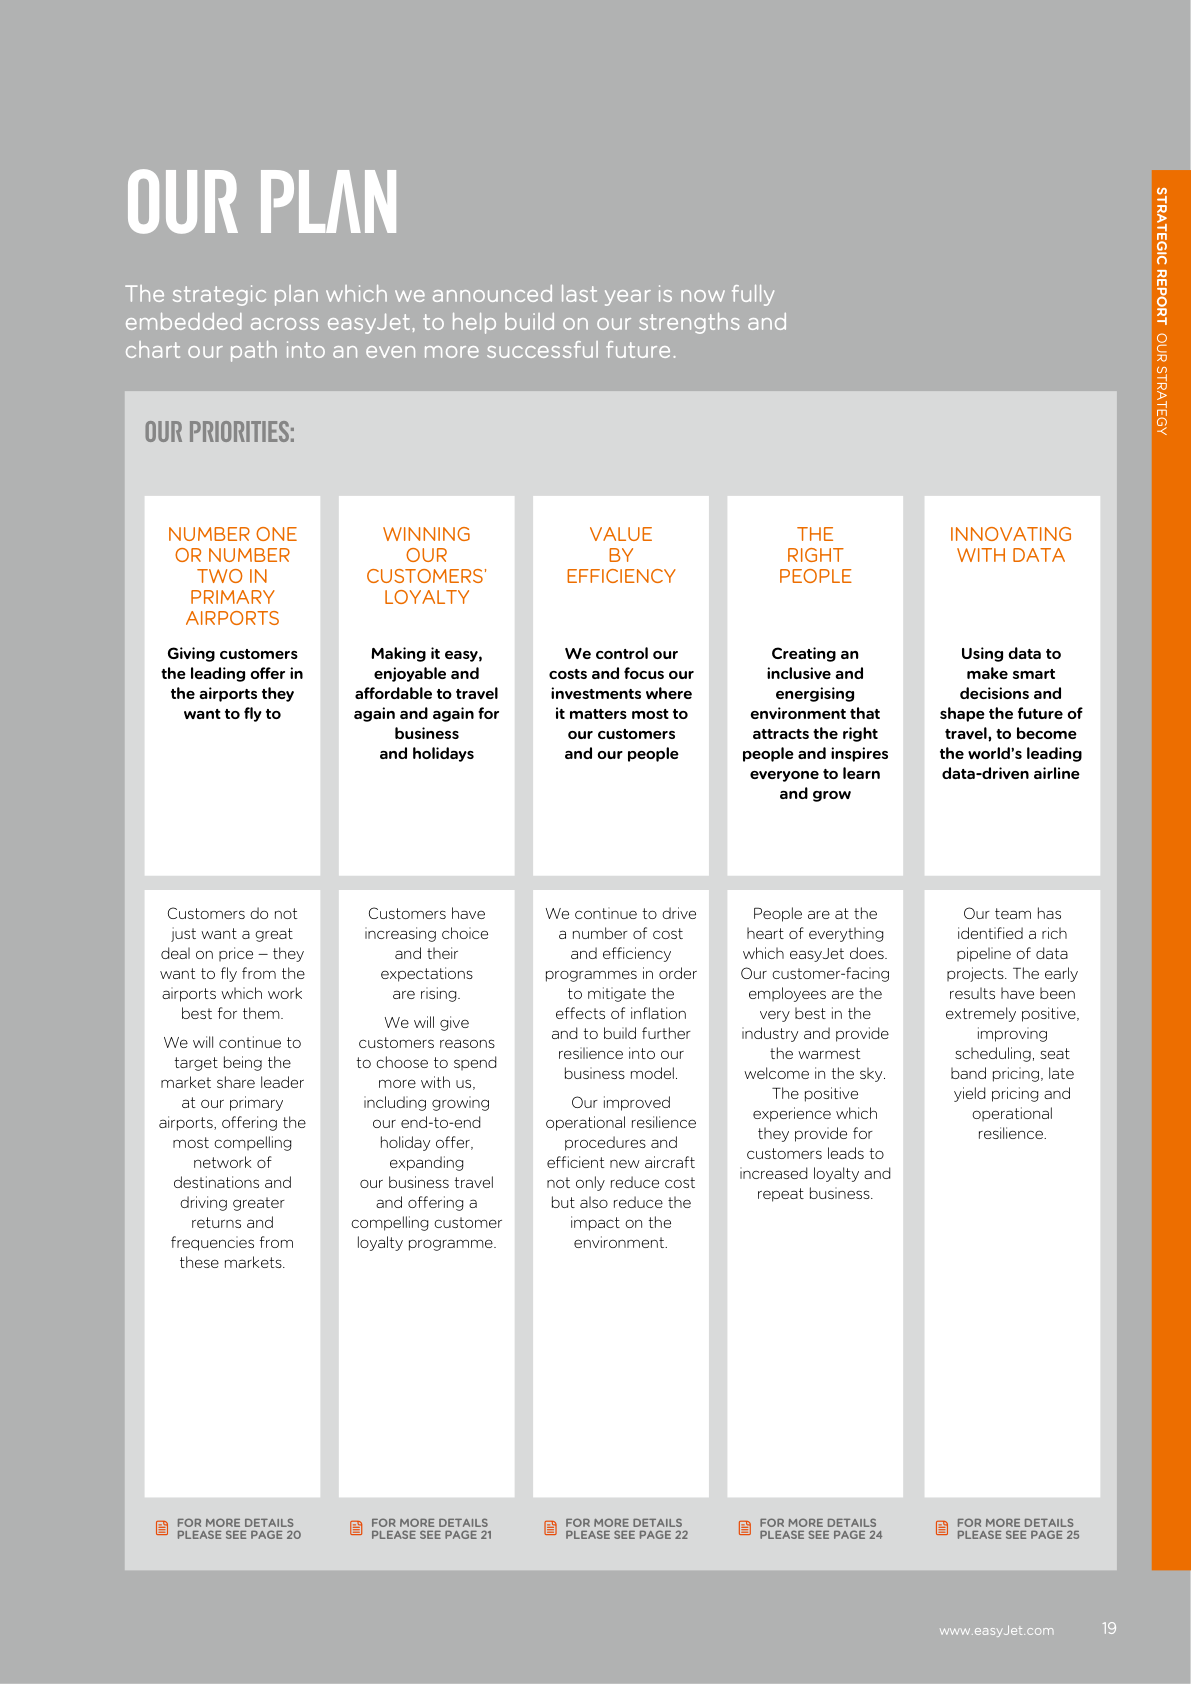 OUR PLAN
The strategic plan which we announced last year is now fully
embedded across easyJet, to help build on our strengths and
chart our path into an even more successful future.
OUR PRIORITIES:
NUMBER ONE
OR NUMBER
TWO IN
PRIMARY
AIRPORTS
Giving customers
the leading offer in
the airports they
want to fly to
Customers do not
just want a great
deal on price – they
want to fly from the
airports which work
best for them.
We will continue to
target being the
market share leader
at our primary
airports, offering the
most compelling
network of
destinations and
driving greater
returns and
frequencies from
these markets.
FOR MORE DETAILS
PLEASE SEE PAGE 20
WINNING
OUR
CUSTOMERS'
LOYALTY
Making it easy,
enjoyable and
affordable to travel
again and again for
business
and holidays
Customers have
increasing choice
and their
expectations
are rising.
We will give
customers reasons
to choose to spend
more with us,
including growing
our end-to-end
holiday offer,
expanding
our business travel
and offering a
compelling customer
loyalty programme.
FOR MORE DETAILS
PLEASE SEE PAGE 21
VALUE
BY
EFFICIENCY
We control our
costs and focus our
investments where
it matters most to
our customers
and our people
We continue to drive
a number of cost
and efficiency
programmes in order
to mitigate the
effects of inflation
and to build further
resilience into our
business model.
Our improved
operational resilience
procedures and
efficient new aircraft
not only reduce cost
but also reduce the
impact on the
environment.
FOR MORE DETAILS
PLEASE SEE PAGE 22
THE
RIGHT
PEOPLE
Creating an
inclusive and
energising
environment that
attracts the right
people and inspires
everyone to learn
and grow
People are at the
heart of everything
which easyJet does.
Our customer-facing
employees are the
very best in the
industry and provide
the warmest
welcome in the sky.
The positive
experience which
they provide for
customers leads to
increased loyalty and
repeat business.
FOR MORE DETAILS
PLEASE SEE PAGE 24
INNOVATING
WITH DATA
Using data to
make smart
decisions and
shape the future of
travel, to become
the world's leading
data-driven airline
Our team has
identified a rich
pipeline of data
projects. The early
results have been
extremely positive,
improving
scheduling, seat
band pricing, late
yield pricing and
operational
resilience.
FOR MORE DETAILS
PLEASE SEE PAGE 25
STRATEGIC REPORT OUR STRATEGY
www.easyJet.com 19